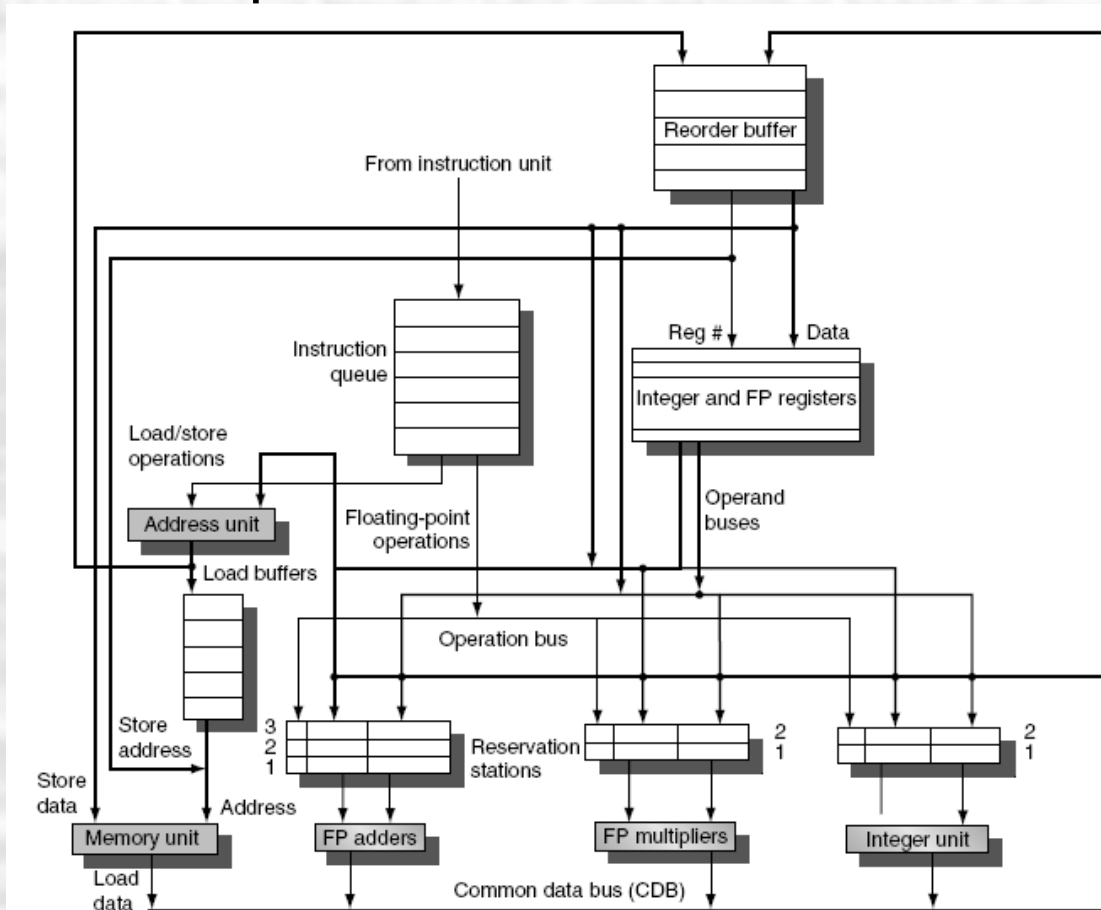 Reorder buffer
From instruction unit
Reg #
Data
Instruction
queue
Integer and FP registers
Load/store
operations
Operand
buses
Address unit
Floating-point
operations
Load buffers
Operation bus
Store
address
3
2
1
Reservation
stations
2
1
2
1
Store
data
Address
Memory unit
FP adders
FP multipliers
Integer unit
Load
data
Common data bus (CDB)